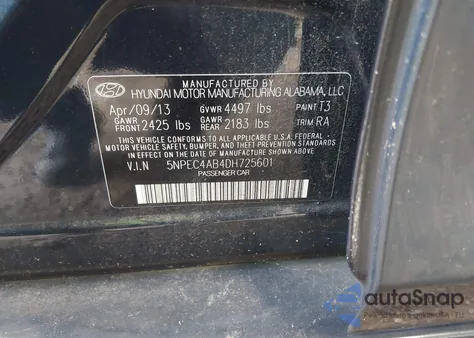 MANUFACTURED BY
HYUNDAI MOTOR MANUFACTURING ALABAMA, LLC
Apr/09/13 GVWR 4497 lbs PAINT T3
GAWR FRONT 2425 lbs GAWR REAR 2183 lbs TRIM RA
THIS VEHICLE CONFORMS TO ALL APPLICABLE U.S.A. FEDERAL
MOTOR VEHICLE SAFETY, BUMPER, AND THEFT PREVENTION STANDARDS
IN EFFECT ON THE DATE OF MANUFACTURE SHOWN ABOVE.
V.I.N 5NPEC4AB4DH725601
PASSENGER CAR
autoSnap